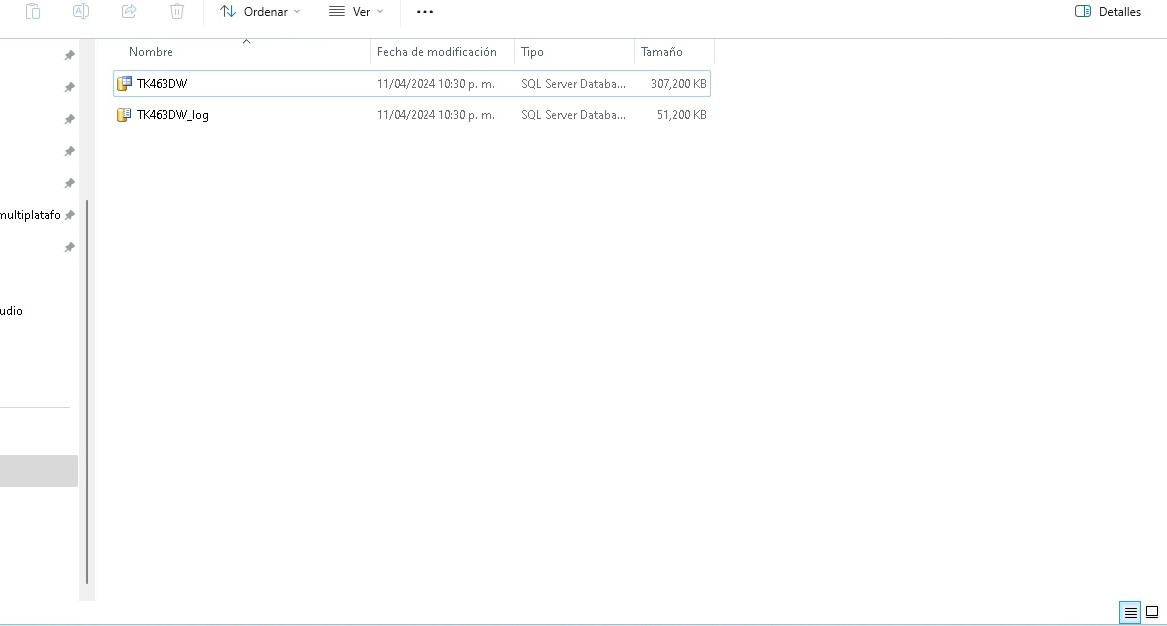 Ordenar
Ver
Detalles
Nombre
Fecha de modificación
Tipo
Tamaño
TK463DW
11/04/2024 10:30 p. m.
SQL Server Databa...
307,200 KB
TK463DW_log
11/04/2024 10:30 p. m.
SQL Server Databa...
51,200 KB
multiplatafo
udio